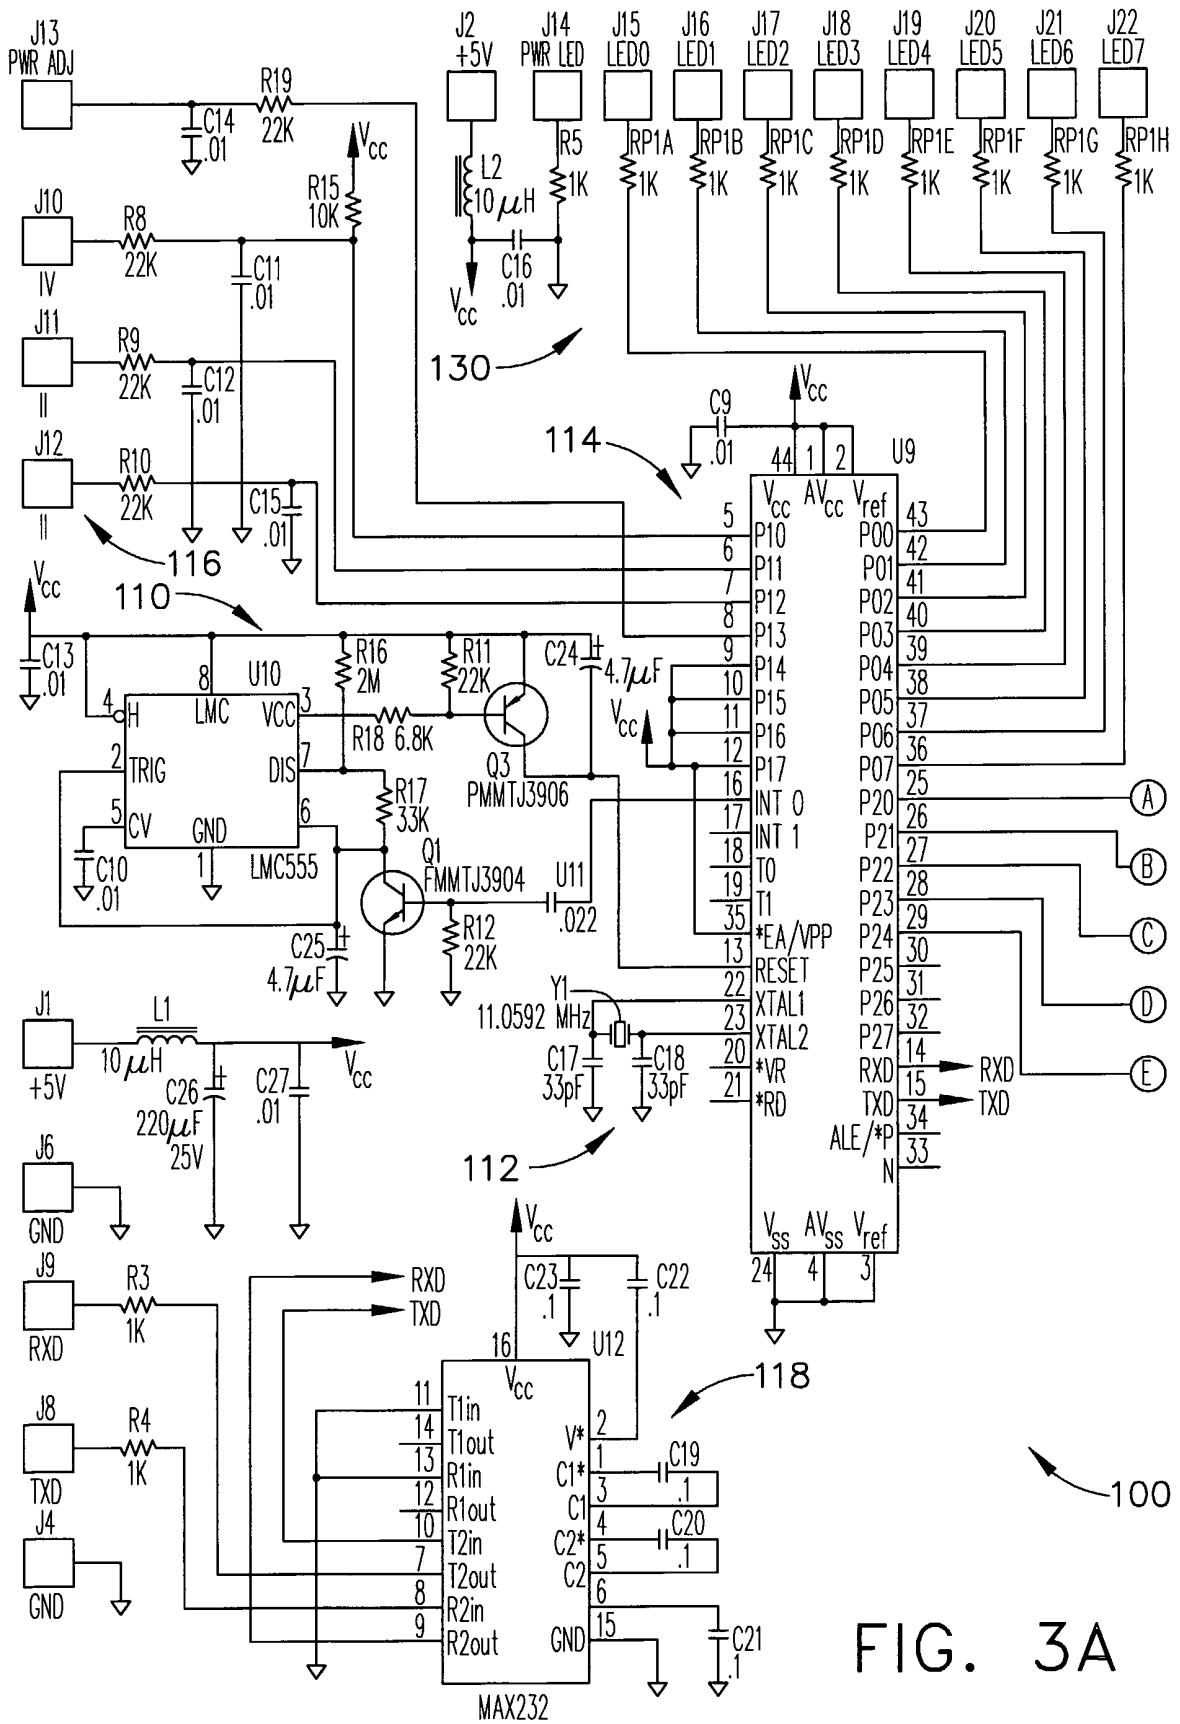 J13
PWR ADJ
J2
+5V
J14
PWR LED
J15
LED0
J16
LED1
J17
LED2
J18
LED3
J19
LED4
J20
LED5
J21
LED6
J22
LED7
R19
22K
C14
.01
Vcc
R15
10K
L2
10 μH
R5
1K
RP1A
1K
RP1B
1K
RP1C
1K
RP1D
1K
RP1E
1K
RP1F
1K
RP1G
1K
RP1H
1K
J10
IV
R8
22K
C11
.01
C16
.01
Vcc
130
J11
II
R9
22K
C12
.01
J12
II
R10
22K
C15
.01
116
114
C9
.01
Vcc
U9
44
1
2
Vcc
AVcc
Vref
5
P10
6
P11
7
P12
8
P13
9
P14
10
P15
11
P16
12
P17
16
INT 0
17
INT 1
18
T0
19
T1
35
*EA/VPP
13
RESET
22
XTAL1
23
XTAL2
20
*VR
21
*RD
43
P00
42
P01
41
P02
40
P03
39
P04
38
P05
37
P06
36
P07
25
P20
26
P21
27
P22
28
P23
29
P24
30
P25
31
P26
32
P27
14
RXD
RXD
15
TXD
TXD
34
ALE/*P
33
N
A
B
C
D
E
Vss
AVss
Vref
24
4
3
Vcc
110
C13
.01
U10
8
LMC
4
H
3
VCC
2
TRIG
7
DIS
5
CV
6
GND
1
LMC555
C10
.01
R16
2M
R11
22K
C24
+
4.7μF
R18 6.8K
Q3
PMMTJ3906
Vcc
R17
33K
Q1
FMMTJ3904
U11
.022
R12
22K
C25
+
4.7μF
Y1
11.0592 MHz
C17
33pF
C18
33pF
112
J1
+5V
L1
10 μH
Vcc
C26
+
220μF
25V
C27
.01
J6
GND
J9
RXD
R3
1K
RXD
TXD
J8
TXD
R4
1K
J4
GND
Vcc
C23
.1
C22
.1
U12
16
Vcc
11
T1in
14
T1out
13
R1in
12
R1out
10
T2in
7
T2out
8
R2in
9
R2out
2
V*
1
C1*
3
C1
4
C2*
5
C2
6
15
GND
C19
.1
C20
.1
C21
.1
MAX232
118
100
FIG. 3A